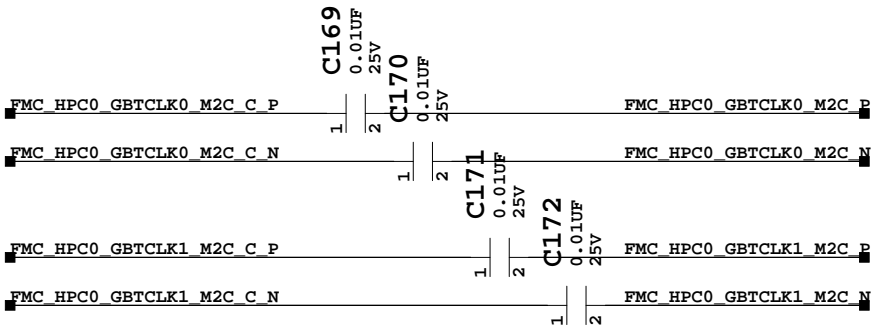 C169
0.01UF
25V
FMC_HPC0_GBTCLK0_M2C_C_P
1
2
FMC_HPC0_GBTCLK0_M2C_P
C170
0.01UF
25V
FMC_HPC0_GBTCLK0_M2C_C_N
1
2
FMC_HPC0_GBTCLK0_M2C_N
C171
0.01UF
25V
FMC_HPC0_GBTCLK1_M2C_C_P
1
2
FMC_HPC0_GBTCLK1_M2C_P
C172
0.01UF
25V
FMC_HPC0_GBTCLK1_M2C_C_N
1
2
FMC_HPC0_GBTCLK1_M2C_N